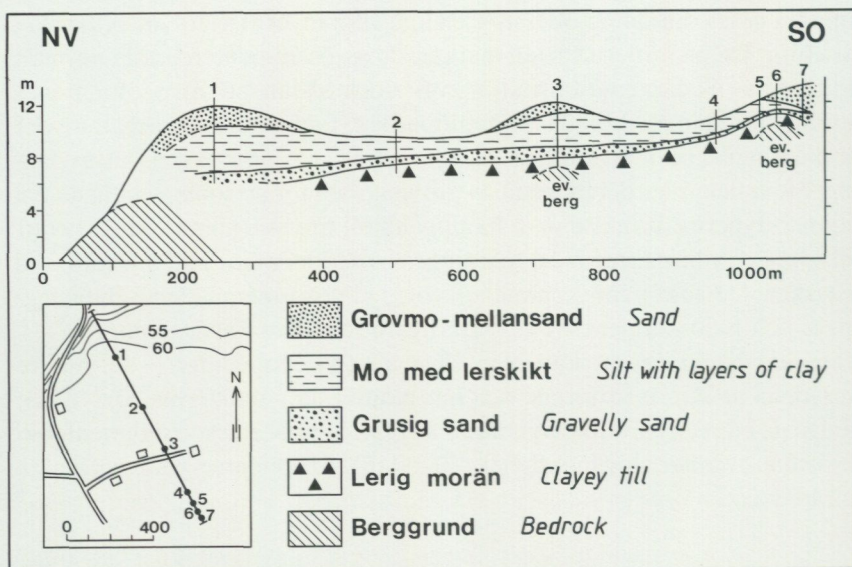 NV SO
m
1 2 3 4 5 6 7
12
8
4
0
ev. berg
ev. berg
200 400 600 800 1000m
55
60
1
2
3
4
5
6
7
N
0 400
Grovmo-mellansand Sand
Mo med lerskikt Silt with layers of clay
Grusig sand Gravelly sand
Lerig morän Clayey till
Berggrund Bedrock